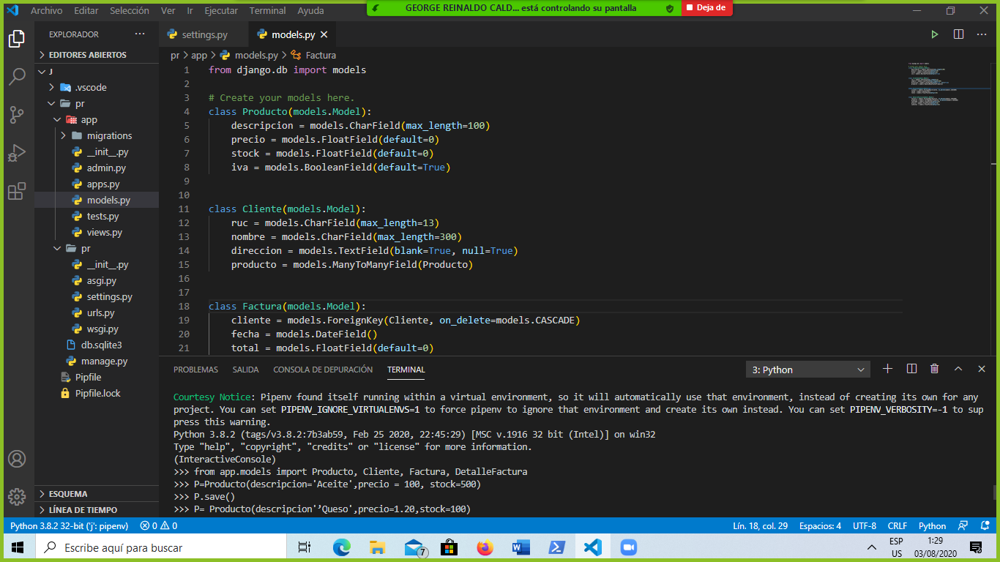 Archivo Editar Selección Ver Ir Ejecutar Terminal Ayuda
GEORGE REINALDO CALD... está controlando su pantalla
Deja de
EXPLORADOR ...
EDITORES ABIERTOS
J
.vscode
pr
app
migrations
__init__.py
admin.py
apps.py
models.py
tests.py
views.py
pr
__init__.py
asgi.py
settings.py
urls.py
wsgi.py
db.sqlite3
manage.py
Pipfile
Pipfile.lock
ESQUEMA
LÍNEA DE TIEMPO
settings.py
models.py
pr > app > models.py > Factura
1 from django.db import models
2
3 # Create your models here.
4 class Producto(models.Model):
5 descripcion = models.CharField(max_length=100)
6 precio = models.FloatField(default=0)
7 stock = models.FloatField(default=0)
8 iva = models.BooleanField(default=True)
9
10
11 class Cliente(models.Model):
12 ruc = models.CharField(max_length=13)
13 nombre = models.CharField(max_length=300)
14 direccion = models.TextField(blank=True, null=True)
15 producto = models.ManyToManyField(Producto)
16
17
18 class Factura(models.Model):
19 cliente = models.ForeignKey(Cliente, on_delete=models.CASCADE)
20 fecha = models.DateField()
21 total = models.FloatField(default=0)
PROBLEMAS SALIDA CONSOLA DE DEPURACIÓN TERMINAL
3: Python
Courtesy Notice: Pipenv found itself running within a virtual environment, so it will automatically use that environment, instead of creating its own for any
project. You can set PIPENV_IGNORE_VIRTUALENVS=1 to force pipenv to ignore that environment and create its own instead. You can set PIPENV_VERBOSITY=-1 to sup
press this warning.
Python 3.8.2 (tags/v3.8.2:7b3ab59, Feb 25 2020, 22:45:29) [MSC v.1916 32 bit (Intel)] on win32
Type "help", "copyright", "credits" or "license" for more information.
(InteractiveConsole)
>>> from app.models import Producto, Cliente, Factura, DetalleFactura
>>> P=Producto(descripcion='Aceite',precio = 100, stock=500)
>>> P.save()
>>> P= Producto(descripcion'’Queso',precio=1.20,stock=100)
Python 3.8.2 32-bit ('j': pipenv) 0 0
Lín. 18, col. 29 Espacios: 4 UTF-8 CRLF Python
Escribe aquí para buscar
7
ESP
US
1:29
03/08/2020